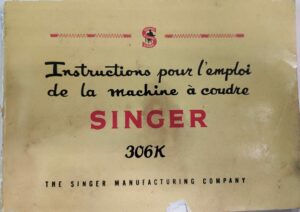 S
Instructions pour l'emploi
de la machine à coudre
SINGER
306K
THE SINGER MANUFACTURING COMPANY